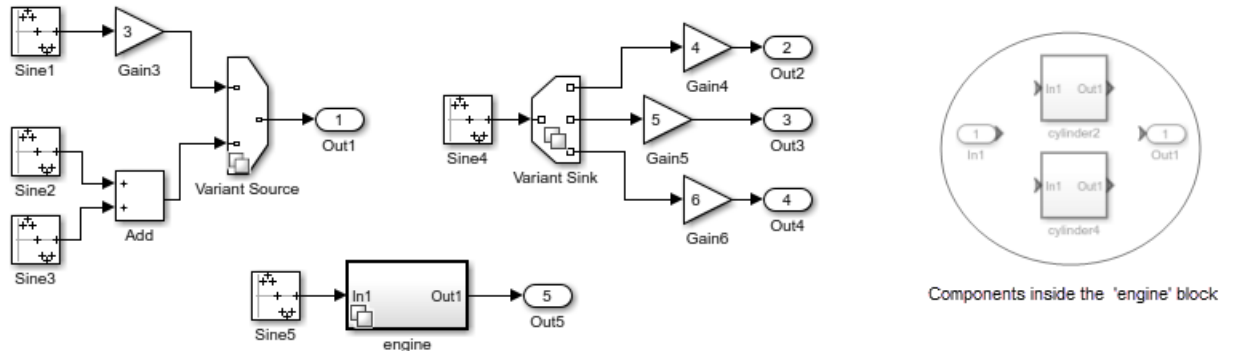 3
Sine1
Gain3
1
Out1
Variant Source
Sine2
+
+
Add
Sine3
4
2
Gain4
Out2
5
3
Sine4
Gain5
Out3
Variant Sink
6
4
Gain6
Out4
In1 Out1
5
Sine5
Out5
engine
In1 Out1
cylinder2
1
In1
1
Out1
In1 Out1
cylinder4
Components inside the 'engine' block